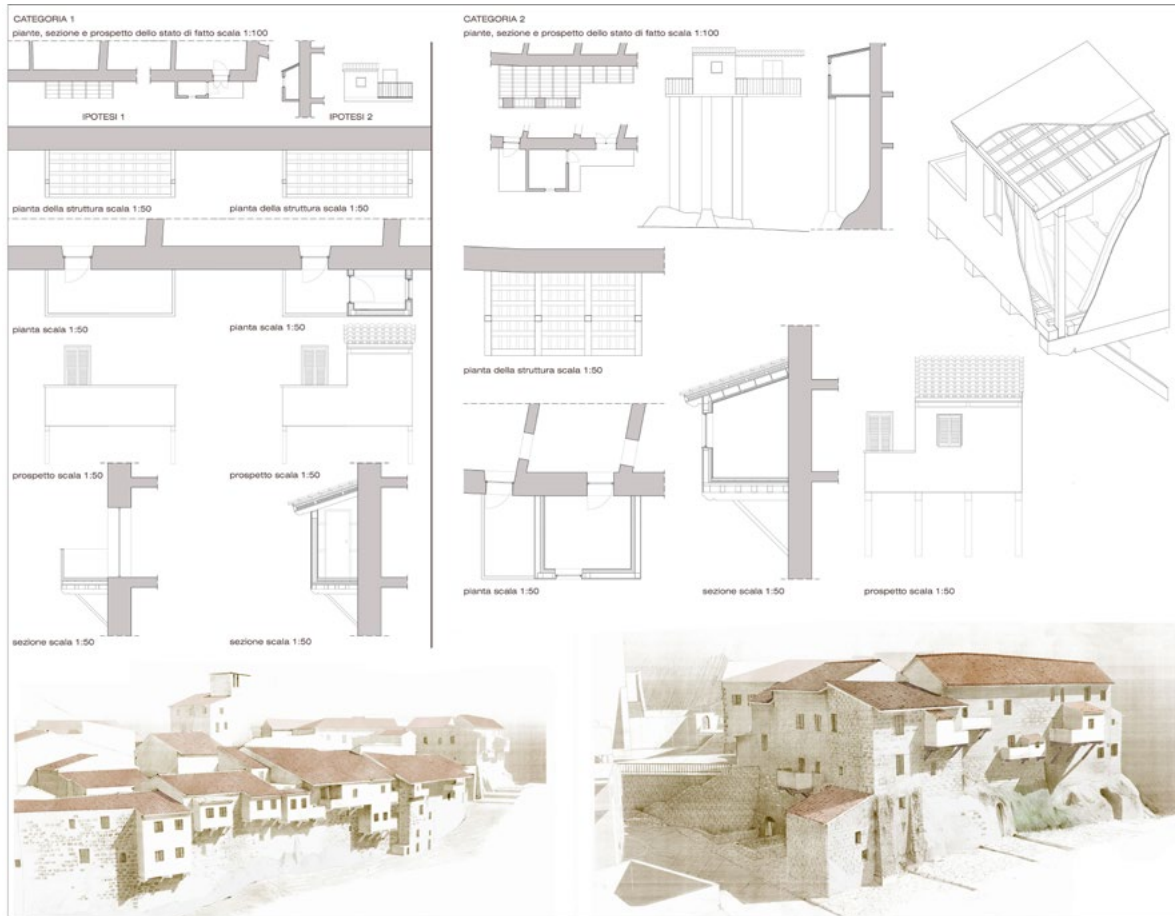 CATEGORIA 1
piante, sezione e prospetto dello stato di fatto scala 1:100
IPOTESI 1
IPOTESI 2
pianta della struttura scala 1:50
pianta della struttura scala 1:50
pianta scala 1:50
pianta scala 1:50
prospetto scala 1:50
prospetto scala 1:50
sezione scala 1:50
sezione scala 1:50
CATEGORIA 2
piante, sezione e prospetto dello stato di fatto scala 1:100
pianta della struttura scala 1:50
pianta scala 1:50
sezione scala 1:50
prospetto scala 1:50